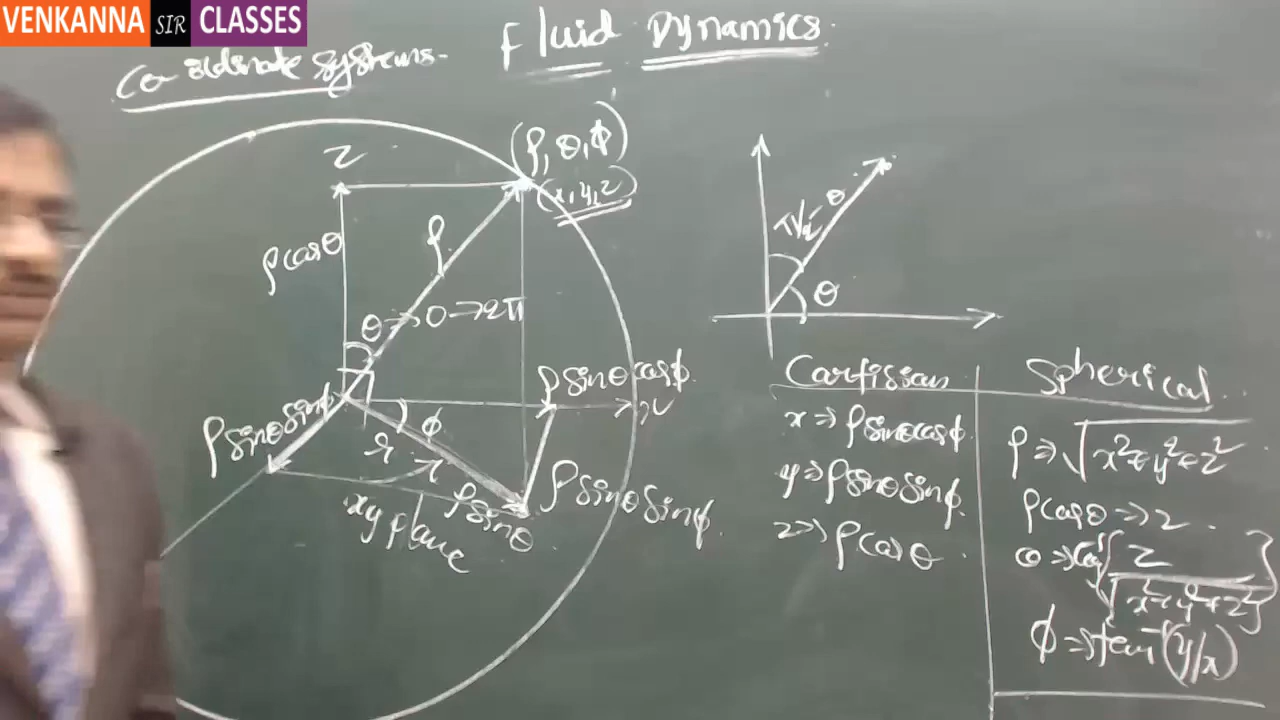 VENKANNA SIR CLASSES
Fluid Dynamics
Co-ordinate systems
z
(ρ, θ, ϕ)
(x, y, z)
ρcosθ
ρ
θ→0→2π
ρsinθcosϕ
ρsinθsinϕ
ϕ
r
ρsinθ
ρsinθsinϕ
xy plane
π/2-θ
θ
Cartissian
Spherical
x⇒ρsinθcosϕ
y⇒ρsinθsinϕ
z⇒ρcosθ
ρ⇒√x²+y²+z²
ρcosθ⇒z
θ⇒cos⁻¹{z/√x²+y²+z²}
ϕ⇒tan⁻¹(y/x)